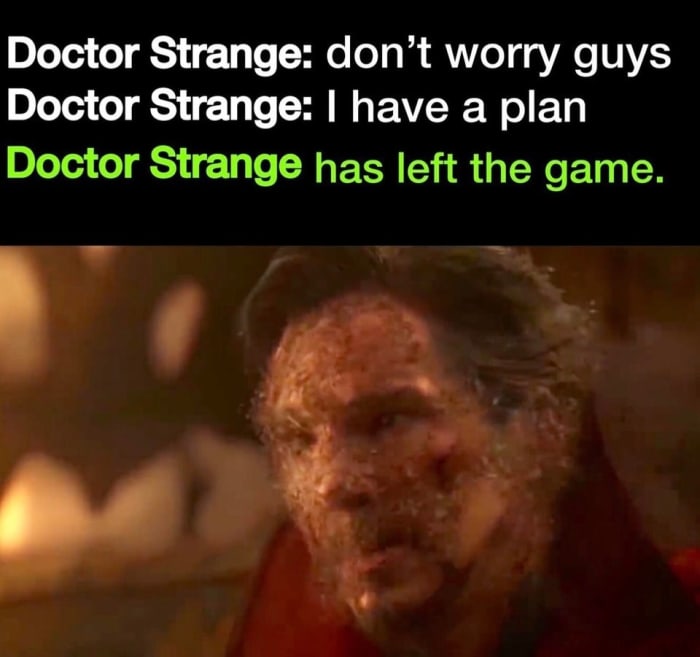 Doctor Strange: don’t worry guys
Doctor Strange: I have a plan
Doctor Strange has left the game.